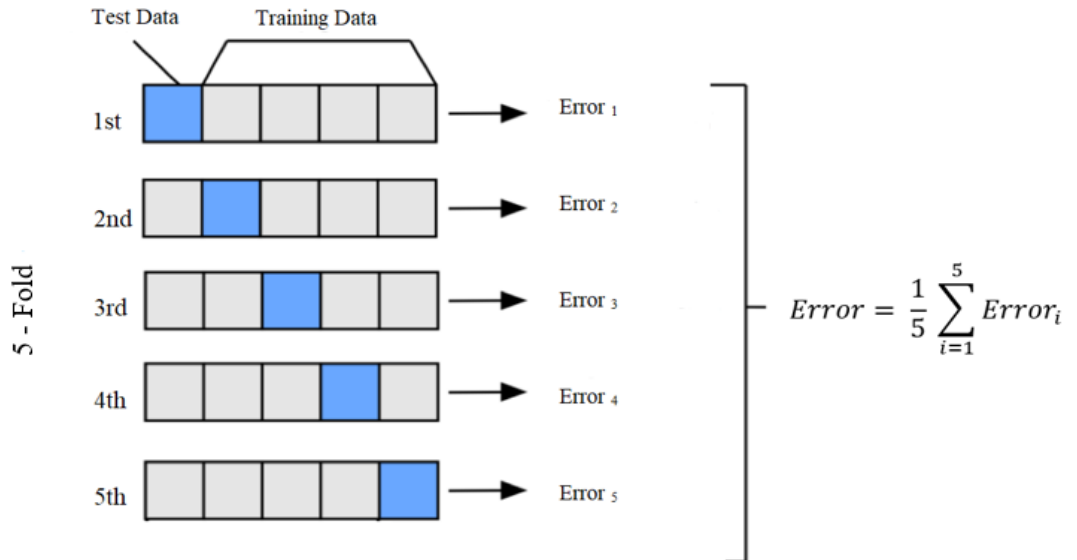 Test Data
Training Data
1st
Error 1
2nd
Error 2
3rd
Error 3
4th
Error 4
5th
Error 5
5 - Fold
Error = 1/5 ∑_{i=1}^{5} Error_i